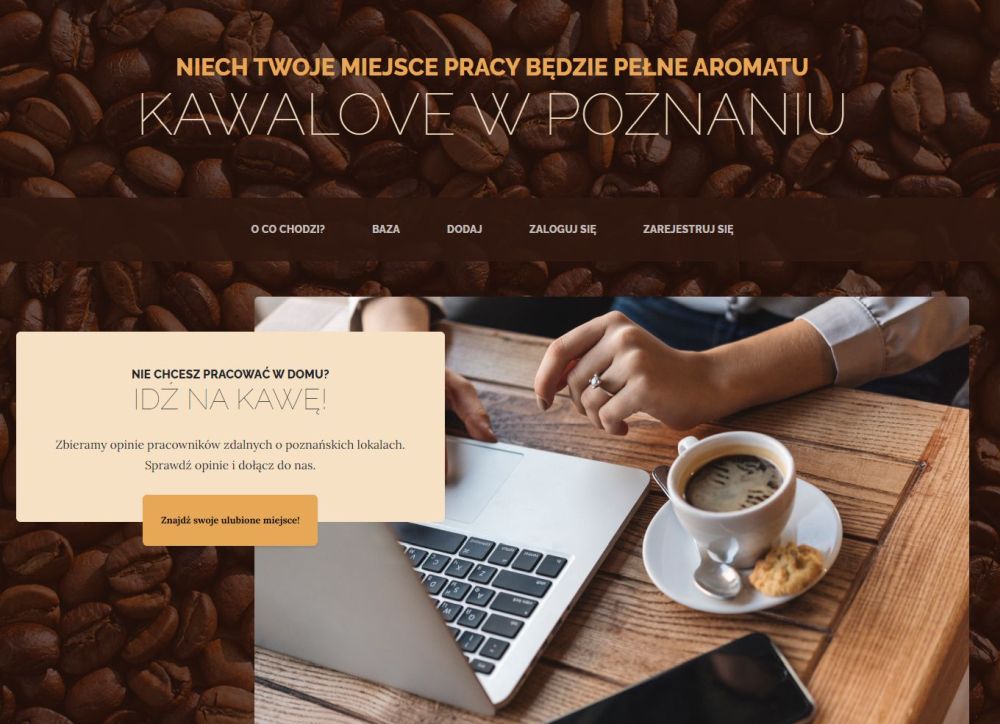 NIECH TWOJE MIEJSCE PRACY BĘDZIE PEŁNE AROMATU
KAWALOVE W POZNANIU
O CO CHODZI?
BAZA
DODAJ
ZALOGUJ SIĘ
ZAREJESTRUJ SIĘ
NIE CHCESZ PRACOWAĆ W DOMU?
IDŹ NA KAWĘ!
Zbieramy opinie pracowników zdalnych o poznańskich lokalach.
Sprawdź opinie i dołącz do nas.
Znajdź swoje ulubione miejsce!